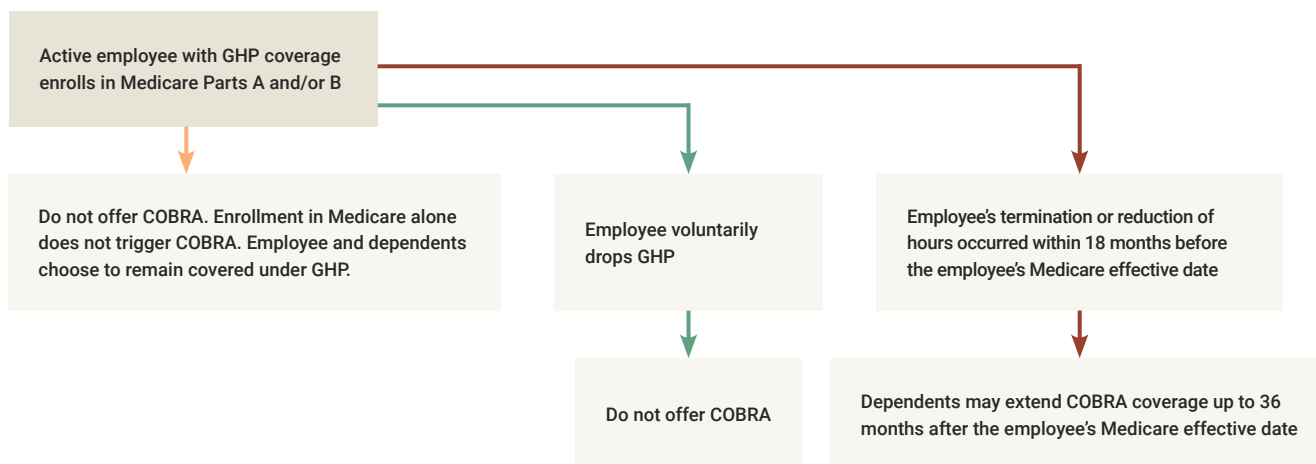 Active employee with GHP coverage
enrolls in Medicare Parts A and/or B
Do not offer COBRA. Enrollment in Medicare alone
does not trigger COBRA. Employee and dependents
choose to remain covered under GHP.
Employee voluntarily
drops GHP
Employee’s termination or reduction of
hours occurred within 18 months before
the employee’s Medicare effective date
Do not offer COBRA
Dependents may extend COBRA coverage up to 36
months after the employee’s Medicare effective date